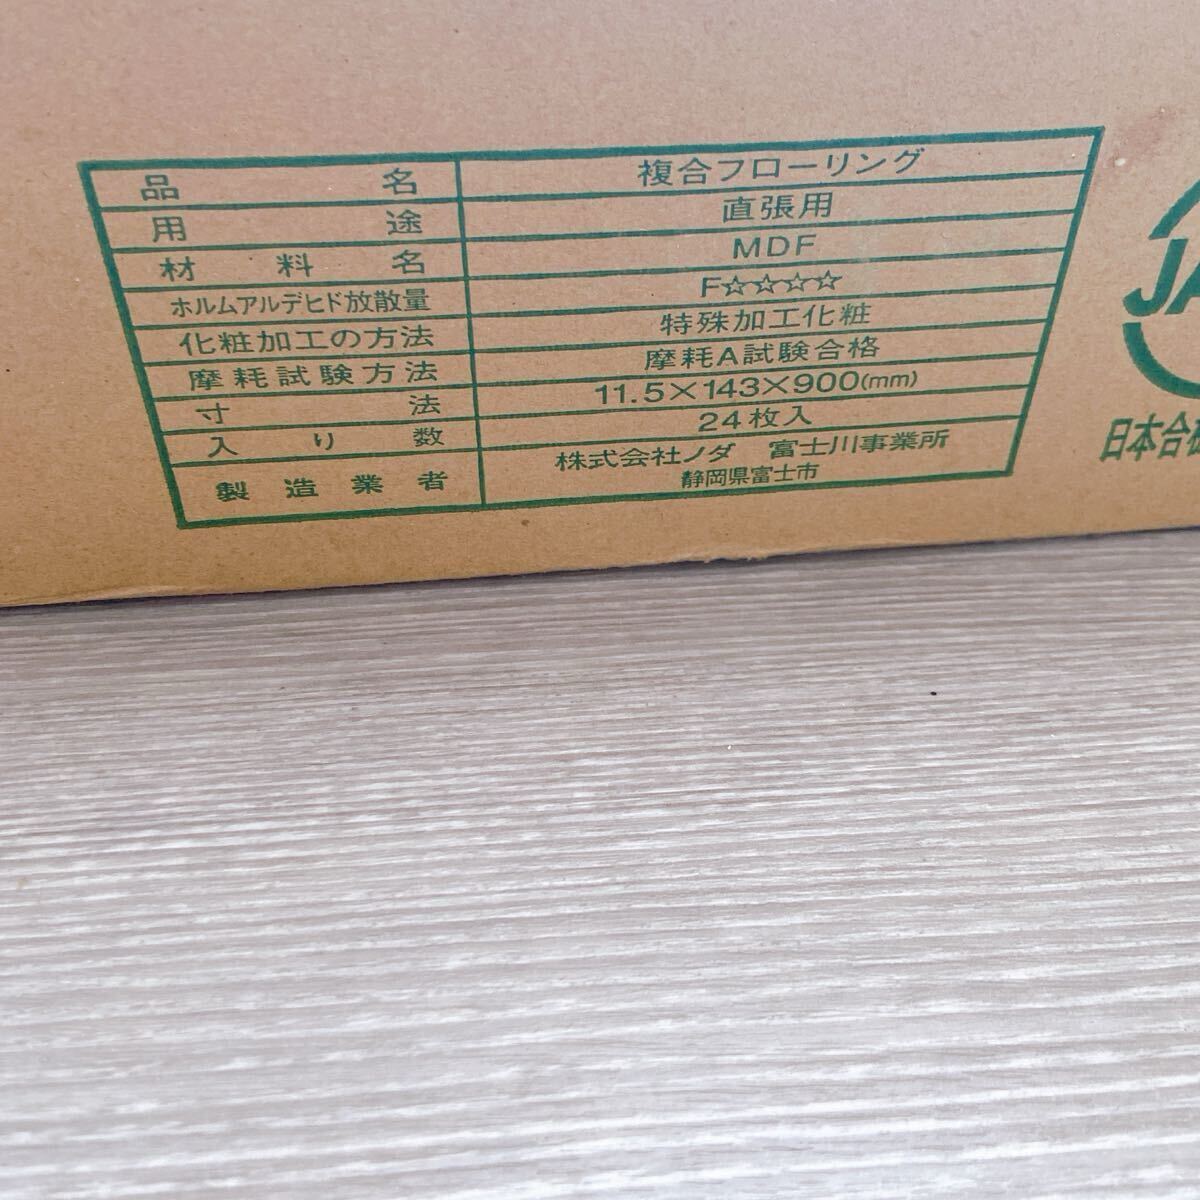 品名 複合フローリング
用途 直張用
材料名 MDF
ホルムアルデヒド放散量 F☆☆☆☆
化粧加工の方法 特殊加工化粧
摩耗試験方法 摩耗A試験合格
寸法 11.5×143×900(mm)
入り数 24枚入
製造業者 株式会社ノダ 富士川事業所
静岡県富士市
JA
日本合